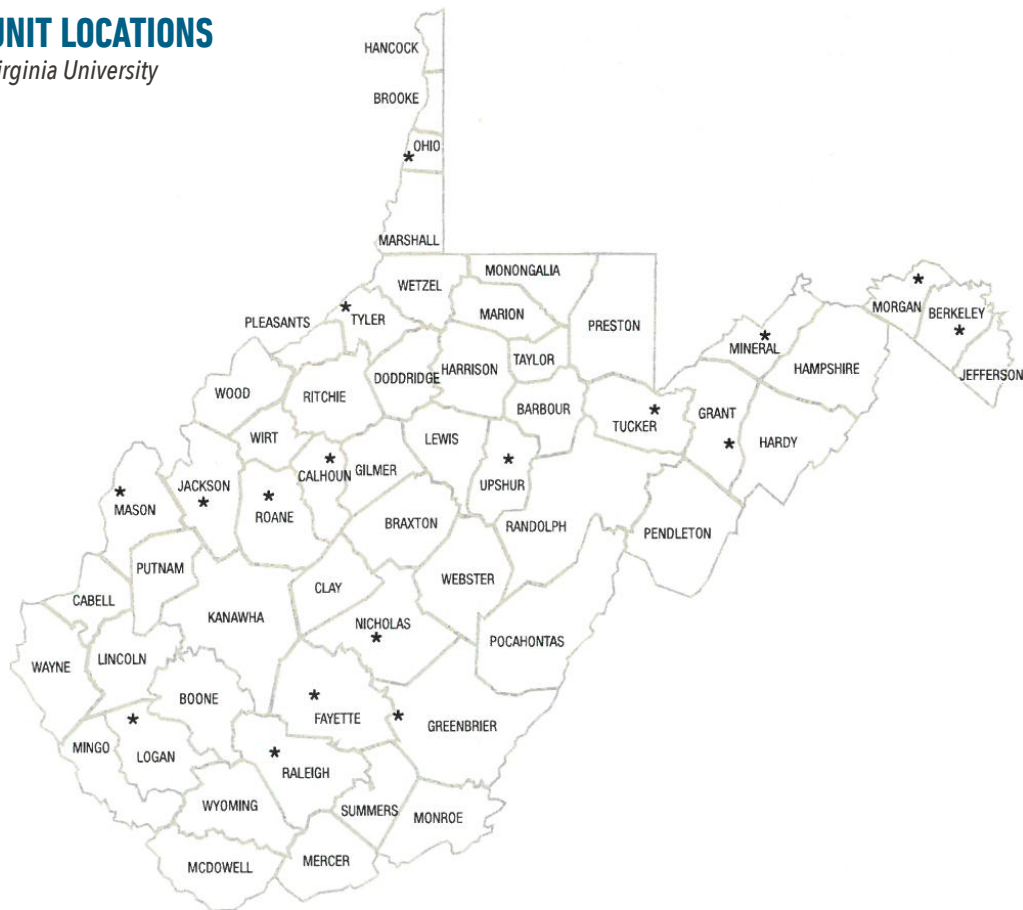 UNIT LOCATIONS
irginia University
HANCOCK
BROOKE
OHIO
*
MARSHALL
WETZEL
MONONGALIA
*
TYLER
MARION
PLEASANTS
PRESTON
*
MORGAN
BERKELEY
*
*
MINERAL
HAMPSHIRE
JEFFERSON
DODDRIDGE
HARRISON
TAYLOR
WOOD
RITCHIE
BARBOUR
*
TUCKER
GRANT
*
HARDY
WIRT
LEWIS
*
CALHOUN
GILMER
*
UPSHUR
JACKSON
*
*
ROANE
*
MASON
BRAXTON
RANDOLPH
PENDLETON
PUTNAM
CLAY
WEBSTER
CABELL
KANAWHA
NICHOLAS
*
POCAHONTAS
WAYNE
LINCOLN
BOONE
*
FAYETTE
*
GREENBRIER
*
LOGAN
MINGO
*
RALEIGH
WYOMING
SUMMERS
MONROE
MCDOWELL
MERCER